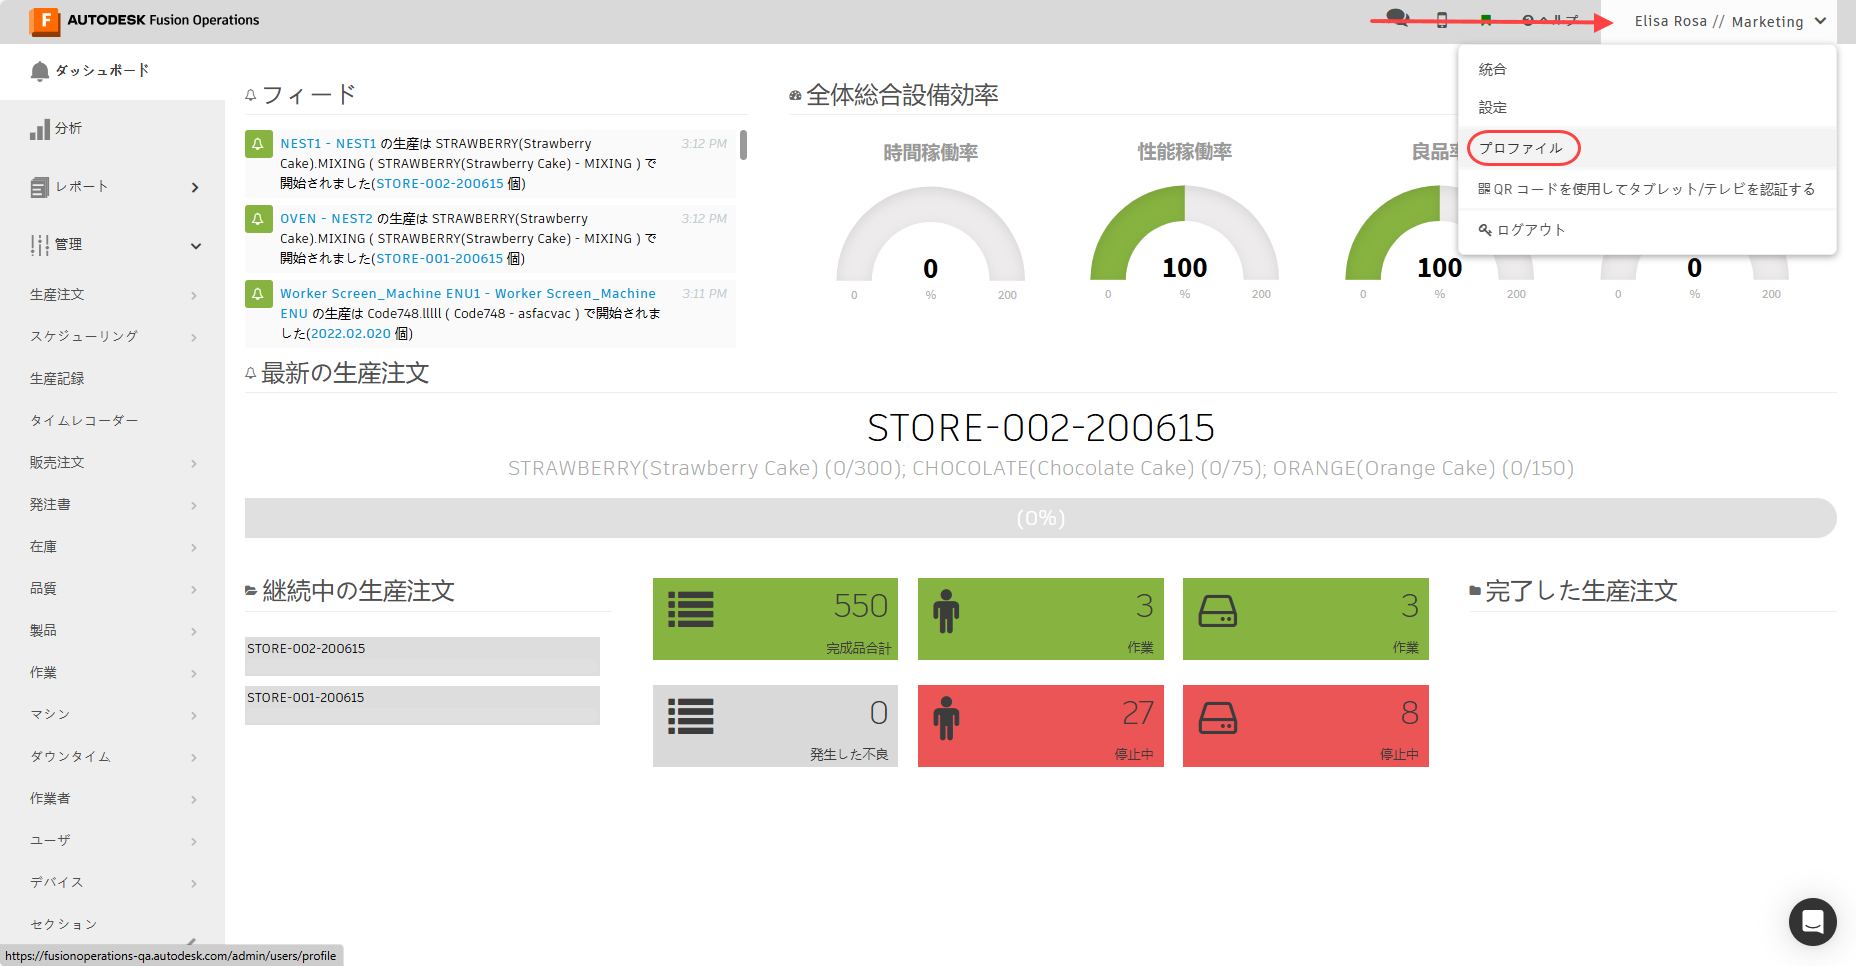 AUTODESK Fusion Operations
ヘルプ
Elisa Rosa // Marketing
統合
設定
プロファイル
QR コードを使用してタブレット/テレビを認証する
ログアウト
ダッシュボード
分析
レポート
管理
生産注文
スケジューリング
生産記録
タイムレコーダー
販売注文
発注書
在庫
品質
製品
作業
マシン
ダウンタイム
作業者
ユーザ
デバイス
セクション
フィード
NEST1 - NEST1 の生産は STRAWBERRY(Strawberry
Cake).MIXING ( STRAWBERRY(Strawberry Cake) - MIXING ) で
開始されました(STORE-002-200615 個)
3:12 PM
OVEN - NEST2 の生産は STRAWBERRY(Strawberry
Cake).MIXING ( STRAWBERRY(Strawberry Cake) - MIXING ) で
開始されました(STORE-001-200615 個)
3:12 PM
Worker Screen_Machine ENU1 - Worker Screen_Machine
ENU の生産は Code748.lllll ( Code748 - asfacvac ) で開始されま
した(2022.02.020 個)
3:11 PM
全体総合設備効率
時間稼働率
0
0 % 200
性能稼働率
100
0 % 200
良品
100
0 % 200
0
0 % 200
最新の生産注文
STORE-002-200615
STRAWBERRY(Strawberry Cake) (0/300); CHOCOLATE(Chocolate Cake) (0/75); ORANGE(Orange Cake) (0/150)
(0%)
継続中の生産注文
STORE-002-200615
STORE-001-200615
550
完成品合計
3
作業
3
作業
0
発生した不良
27
停止中
8
停止中
完了した生産注文
https://fusionoperations-qa.autodesk.com/admin/users/profile